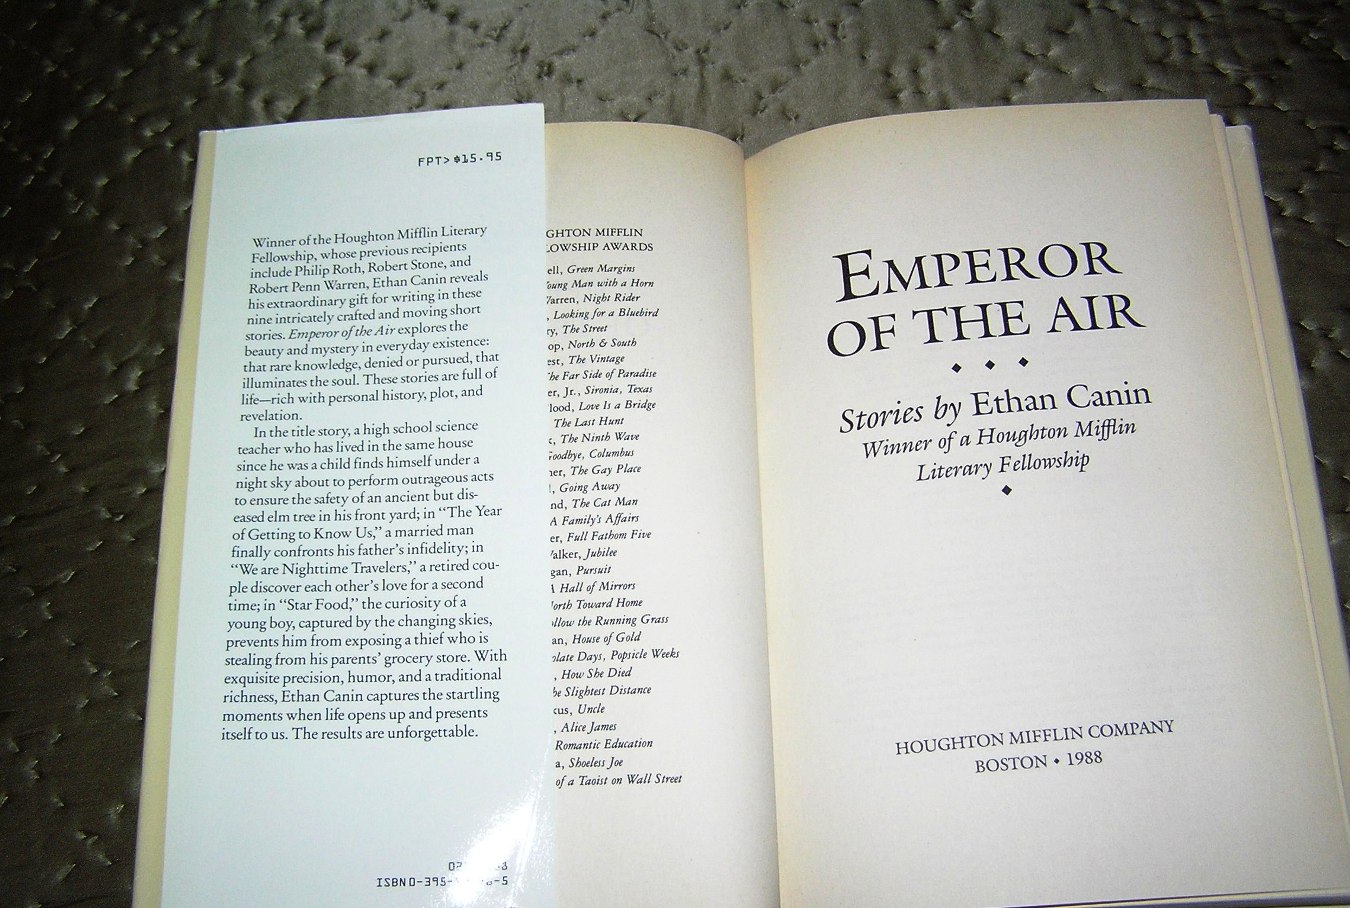 FPT> $15.95
Winner of the Houghton Mifflin Literary
Fellowship, whose previous recipients
include Philip Roth, Robert Stone, and
Robert Penn Warren, Ethan Canin reveals
his extraordinary gift for writing in these
nine intricately crafted and moving short
stories. Emperor of the Air explores the
beauty and mystery in everyday existence:
that rare knowledge, denied or pursued, that
illuminates the soul. These stories are full of
life—rich with personal history, plot, and
revelation.
In the title story, a high school science
teacher who has lived in the same house
since he was a child finds himself under a
night sky about to perform outrageous acts
to ensure the safety of an ancient but dis-
eased elm tree in his front yard; in “The Year
of Getting to Know Us,” a married man
finally confronts his father’s infidelity; in
“We are Nighttime Travelers,” a retired cou-
ple discover each other’s love for a second
time; in “Star Food,” the curiosity of a
young boy, captured by the changing skies,
prevents him from exposing a thief who is
stealing from his parents’ grocery store. With
exquisite precision, humor, and a traditional
richness, Ethan Canin captures the startling
moments when life opens up and presents
itself to us. The results are unforgettable.
ISBN 0-395-
GHTON MIFFLIN
LOWSHIP AWARDS
ell, Green Margins
Young Man with a Horn
Warren, Night Rider
, Looking for a Bluebird
ry, The Street
op, North & South
est, The Vintage
The Far Side of Paradise
er, Jr., Sironia, Texas
lood, Love Is a Bridge
The Last Hunt
k, The Ninth Wave
Goodbye, Columbus
er, The Gay Place
l, Going Away
nd, The Cat Man
A Family’s Affairs
er, Full Fathom Five
Walker, Jubilee
gan, Pursuit
A Hall of Mirrors
North Toward Home
ollow the Running Grass
an, House of Gold
olate Days, Popsicle Weeks
, How She Died
he Slightest Distance
cus, Uncle
, Alice James
Romantic Education
a, Shoeless Joe
of a Taoist on Wall Street
EMPEROR
OF THE AIR
Stories by Ethan Canin
Winner of a Houghton Mifflin
Literary Fellowship
HOUGHTON MIFFLIN COMPANY
BOSTON • 1988